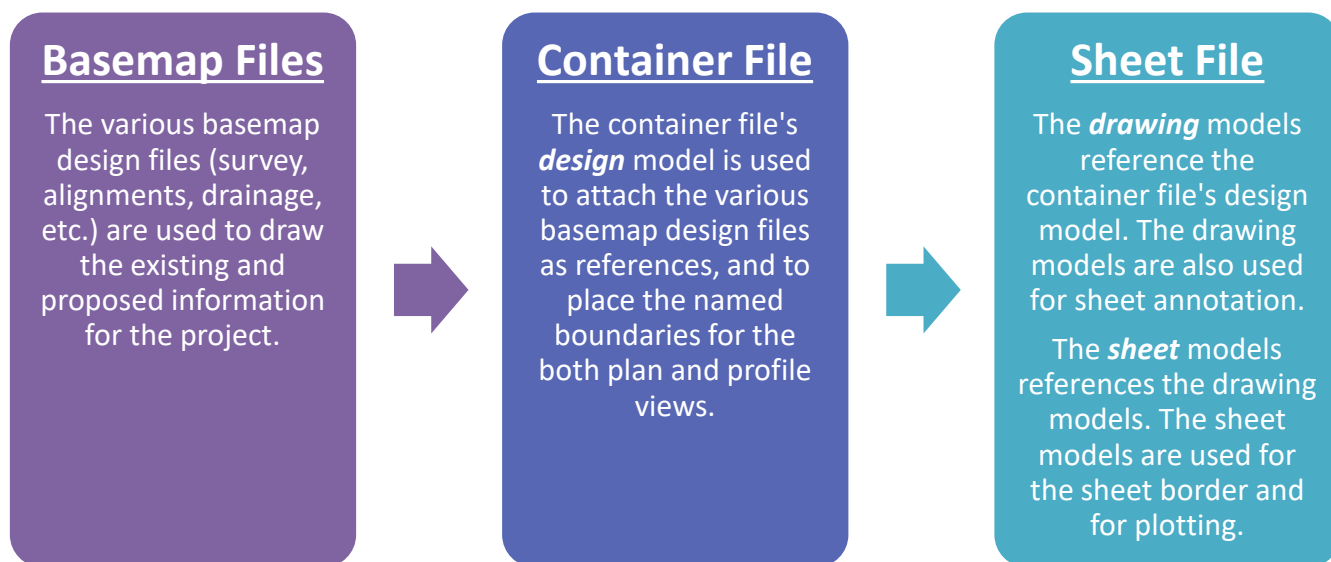 Basemap Files
The various basemap
design files (survey,
alignments, drainage,
etc.) are used to draw
the existing and
proposed information
for the project.
Container File
The container file's
design model is used
to attach the various
basemap design files
as references, and to
place the named
boundaries for the
both plan and profile
views.
Sheet File
The drawing models
reference the
container file's design
model. The drawing
models are also used
for sheet annotation.
The sheet models
references the drawing
models. The sheet
models are used for
the sheet border and
for plotting.